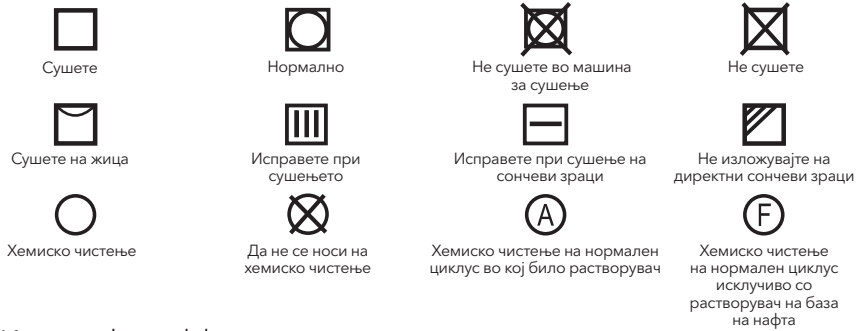 Сушете
Нормално
Не сушете во машина
за сушење
Не сушете
Сушете на жица
Исправете при
сушењето
Исправете при сушење на
сончеви зраци
Не изложувајте на
директни сончеви зраци
A
F
Хемиско чистење
Да не се носи на
хемиско чистење
Хемиско чистење на нормален
циклус во кој било растворувач
Хемиско чистење
на нормален циклус
исклучиво со
растворувач на база
на нафта